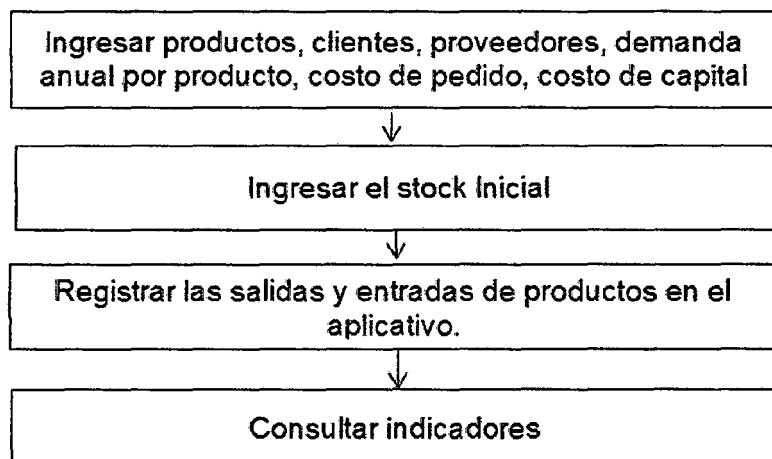 Ingresar productos, clientes, proveedores, demanda
anual por producto, costo de pedido, costo de capital
Ingresar el stock Inicial
Registrar las salidas y entradas de productos en el
aplicativo.
Consultar indicadores